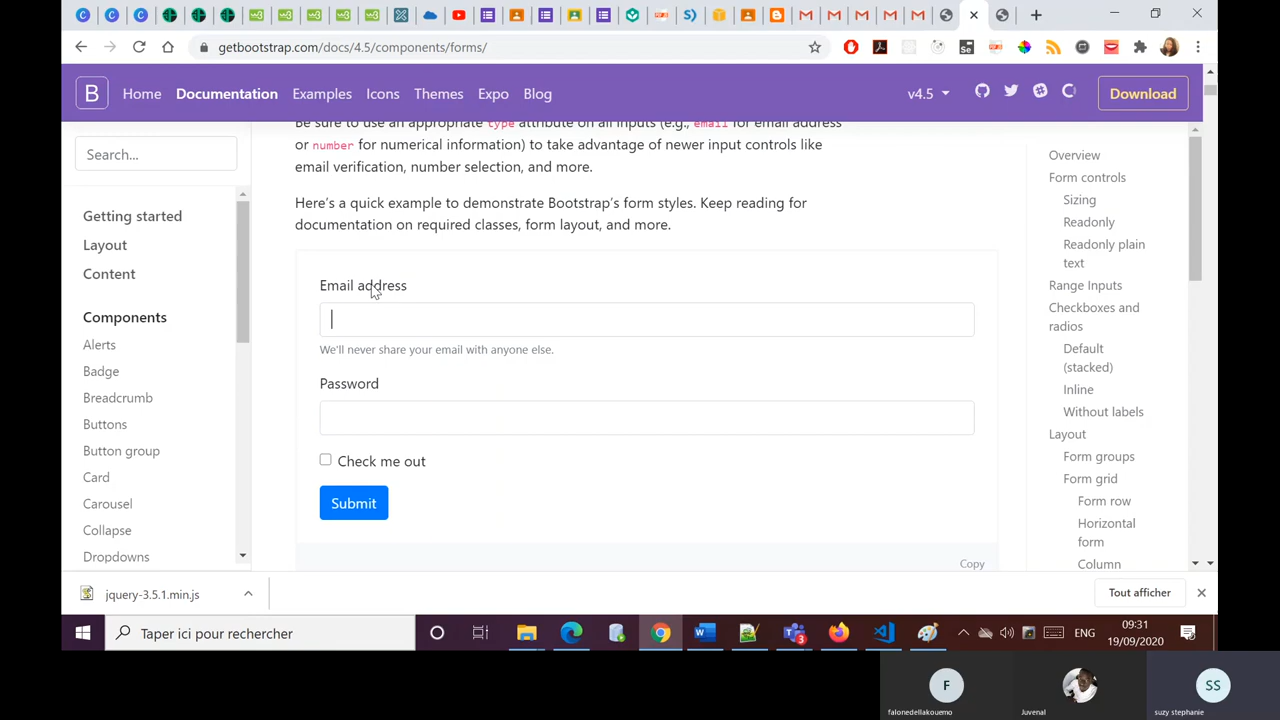 getbootstrap.com/docs/4.5/components/forms/
B Home Documentation Examples Icons Themes Expo Blog v4.5 Download
Search...
Getting started
Layout
Content
Components
Alerts
Badge
Breadcrumb
Buttons
Button group
Card
Carousel
Collapse
Dropdowns
Be sure to use an appropriate type attribute on all inputs (e.g., email for email address
or number for numerical information) to take advantage of newer input controls like
email verification, number selection, and more.
Here's a quick example to demonstrate Bootstrap's form styles. Keep reading for
documentation on required classes, form layout, and more.
Email address
We'll never share your email with anyone else.
Password
Check me out
Submit
Copy
Overview
Form controls
Sizing
Readonly
Readonly plain
text
Range Inputs
Checkboxes and
radios
Default
(stacked)
Inline
Without labels
Layout
Form groups
Form grid
Form row
Horizontal
form
Column
jquery-3.5.1.min.js
Tout afficher
Taper ici pour rechercher
ENG
09:31
19/09/2020
F
falonedellakouemo
Juvenal
SS
suzy stephanie